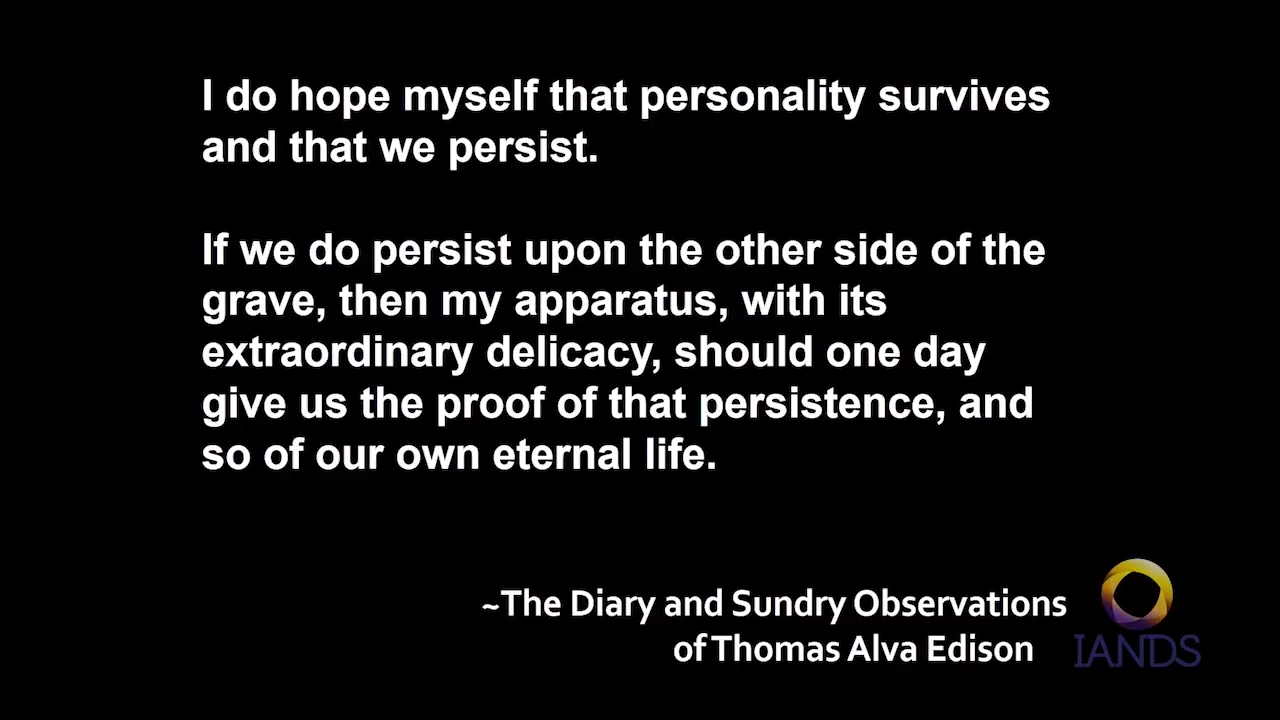 I do hope myself that personality survives
and that we persist.
If we do persist upon the other side of the
grave, then my apparatus, with its
extraordinary delicacy, should one day
give us the proof of that persistence, and
so of our own eternal life.
~The Diary and Sundry Observations
of Thomas Alva Edison
IANDS